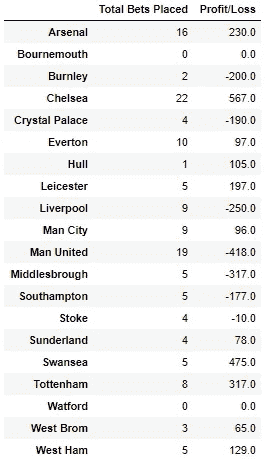 Total Bets Placed Profit/Loss
Arsenal 16 230.0
Bournemouth 0 0.0
Burnley 2 -200.0
Chelsea 22 567.0
Crystal Palace 4 -190.0
Everton 10 97.0
Hull 1 105.0
Leicester 5 197.0
Liverpool 9 -250.0
Man City 9 96.0
Man United 19 -418.0
Middlesbrough 5 -317.0
Southampton 5 -177.0
Stoke 4 -10.0
Sunderland 4 78.0
Swansea 5 475.0
Tottenham 8 317.0
Watford 0 0.0
West Brom 3 65.0
West Ham 5 129.0